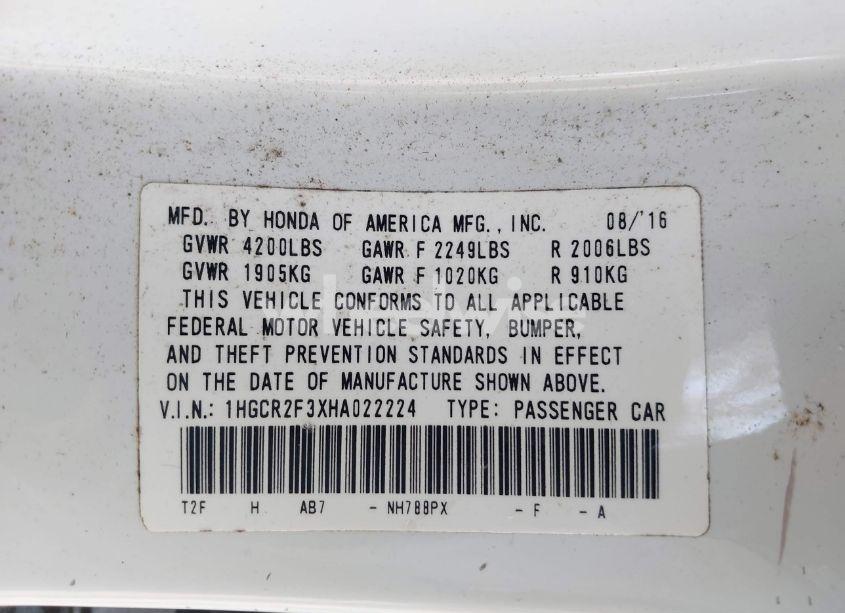 MFD. BY HONDA OF AMERICA MFG., INC. 08/'16
GVWR 4200LBS GAWR F 2249LBS R 2006LBS
GVWR 1905KG GAWR F 1020KG R 910KG
THIS VEHICLE CONFORMS TO ALL APPLICABLE
FEDERAL MOTOR VEHICLE SAFETY, BUMPER,
AND THEFT PREVENTION STANDARDS IN EFFECT
ON THE DATE OF MANUFACTURE SHOWN ABOVE.
V.I.N.: 1HGCR2F3XHA022224 TYPE: PASSENGER CAR
T2F H AB7 - NH788PX - F - A